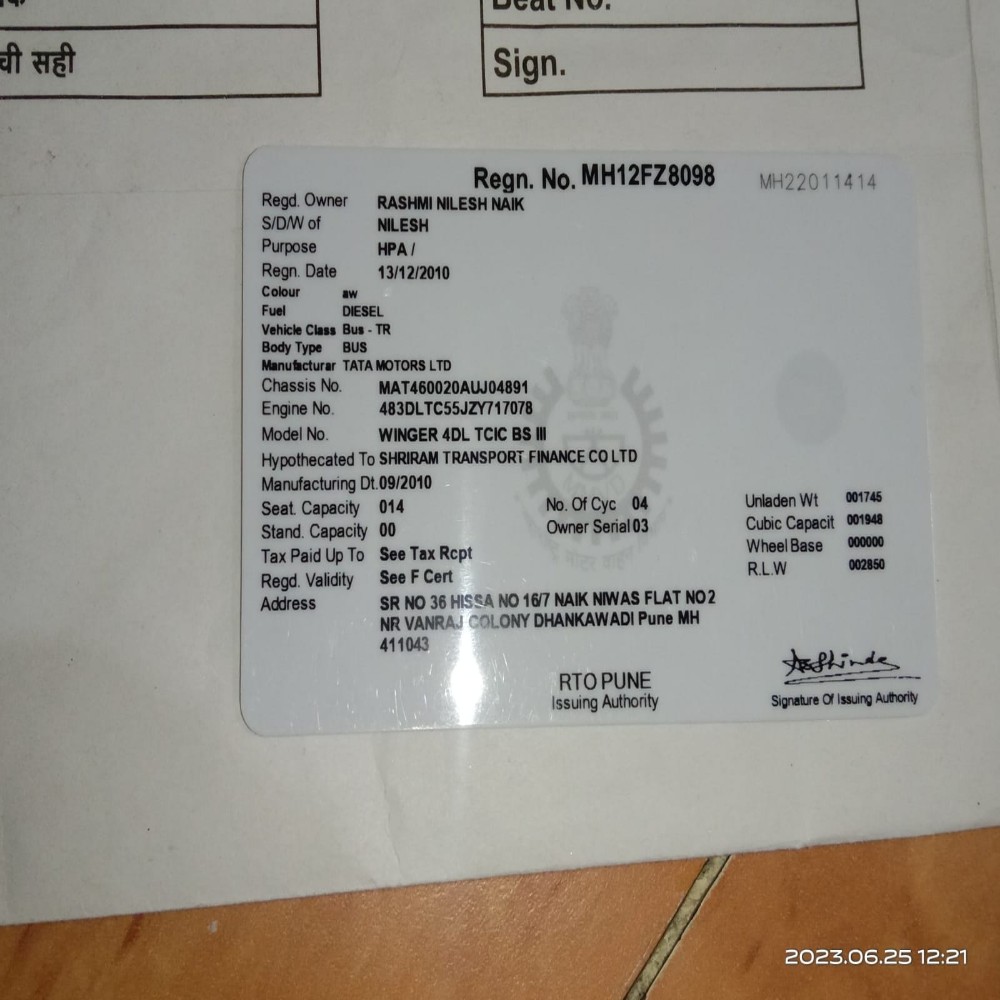 Beat No.
ची सही
Sign.
Regn. No. MH12FZ8098
MH22011414
Regd. Owner RASHMI NILESH NAIK
S/D/W of NILESH
Purpose HPA /
Regn. Date 13/12/2010
Colour aw
Fuel DIESEL
Vehicle Class Bus - TR
Body Type BUS
Manufacturar TATA MOTORS LTD
Chassis No. MAT460020AUJ04891
Engine No. 483DLTC55JZY717078
Model No. WINGER 4DL TCIC BS III
Hypothecated To SHRIRAM TRANSPORT FINANCE CO LTD
Manufacturing Dt. 09/2010
Seat. Capacity 014 No. Of Cyc 04 Unladen Wt 001745
Stand. Capacity 00 Owner Serial 03 Cubic Capacit 001948
Tax Paid Up To See Tax Rcpt Wheel Base 000000
Regd. Validity See F Cert R.L.W 002850
Address SR NO 36 HISSA NO 16/7 NAIK NIWAS FLAT NO 2
NR VANRAJ COLONY DHANKAWADI Pune MH
411043
RTO PUNE
Issuing Authority
Signature Of Issuing Authority
2023.06.25 12:21